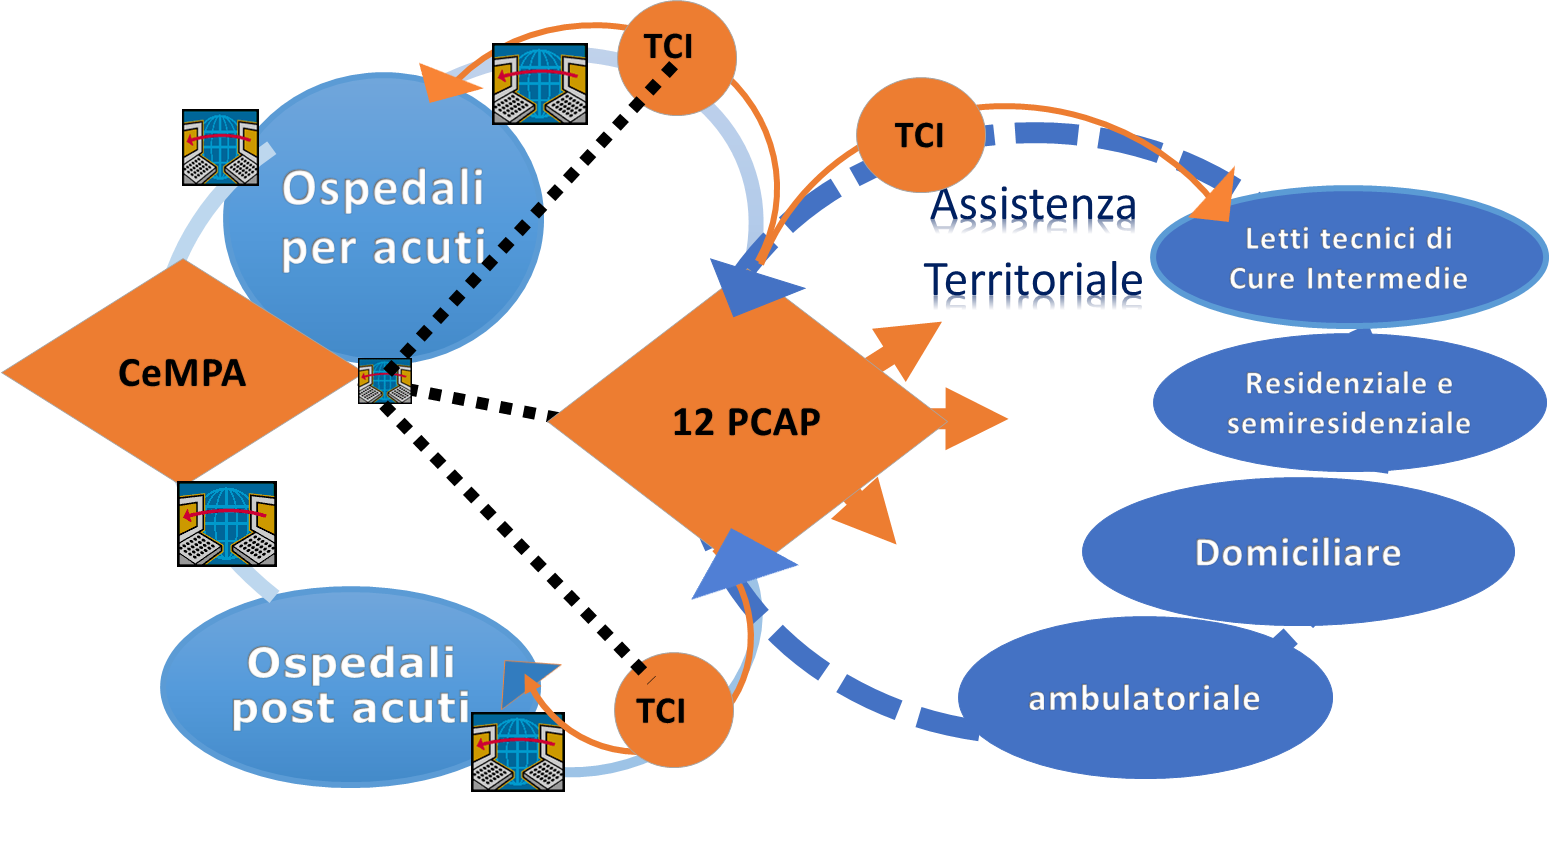 TCI
TCI
Ospedali
per acuti
Assistenza
Territoriale
Letti tecnici di
Cure Intermedie
CeMPA
12 PCAP
Residenziale e
semiresidenziale
Domiciliare
Ospedali
post acuti
TCI
ambulatoriale